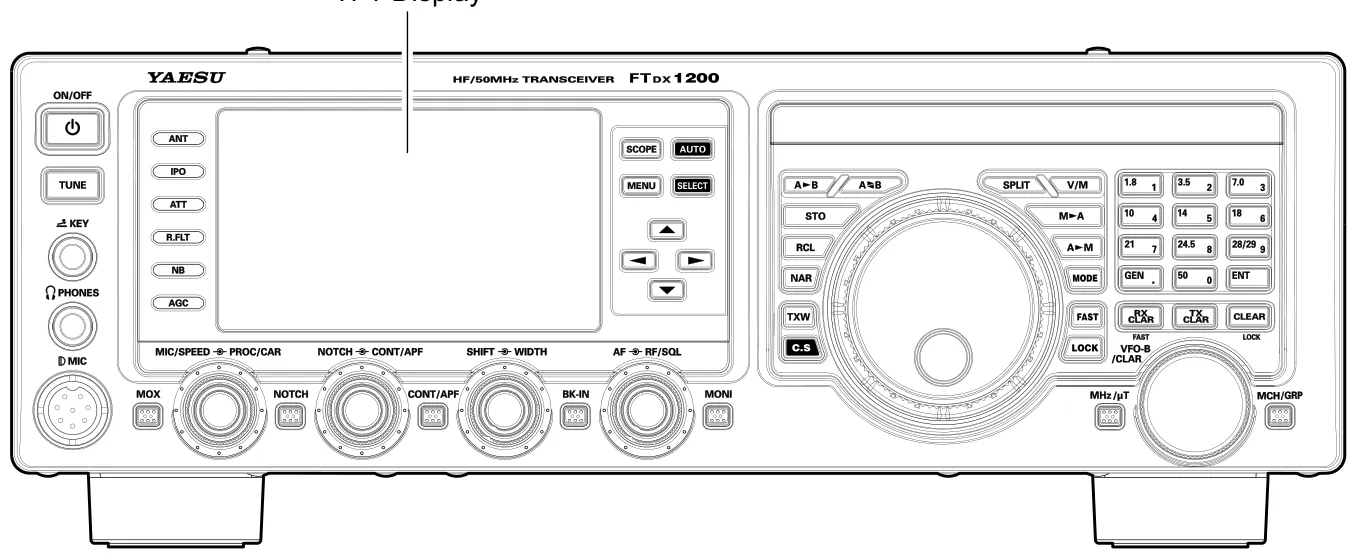 Display
YAESU
HF/50MHz TRANSCEIVER FTDX1200
ON/OFF
TUNE
KEY
PHONES
MIC
ANT
IPO
ATT
R.FLT
NB
AGC
SCOPE AUTO
MENU SELECT
MIC/SPEED PROC/CAR NOTCH CONT/APF SHIFT WIDTH AF RF/SQL
MOX NOTCH CONT/APF BK-IN MONI
A►B A⇆B
STO
RCL
NAR
TXW
C.S
SPLIT V/M
M►A
A►M
MODE
FAST
LOCK
1.8 1 3.5 2 7.0 3
10 4 14 5 18 6
21 7 24.5 8 28/29 9
GEN . 50 0 ENT
RX CLAR TX CLAR CLEAR
FAST LOCK
VFO-B
/CLAR
MHz/µT MCH/GRP